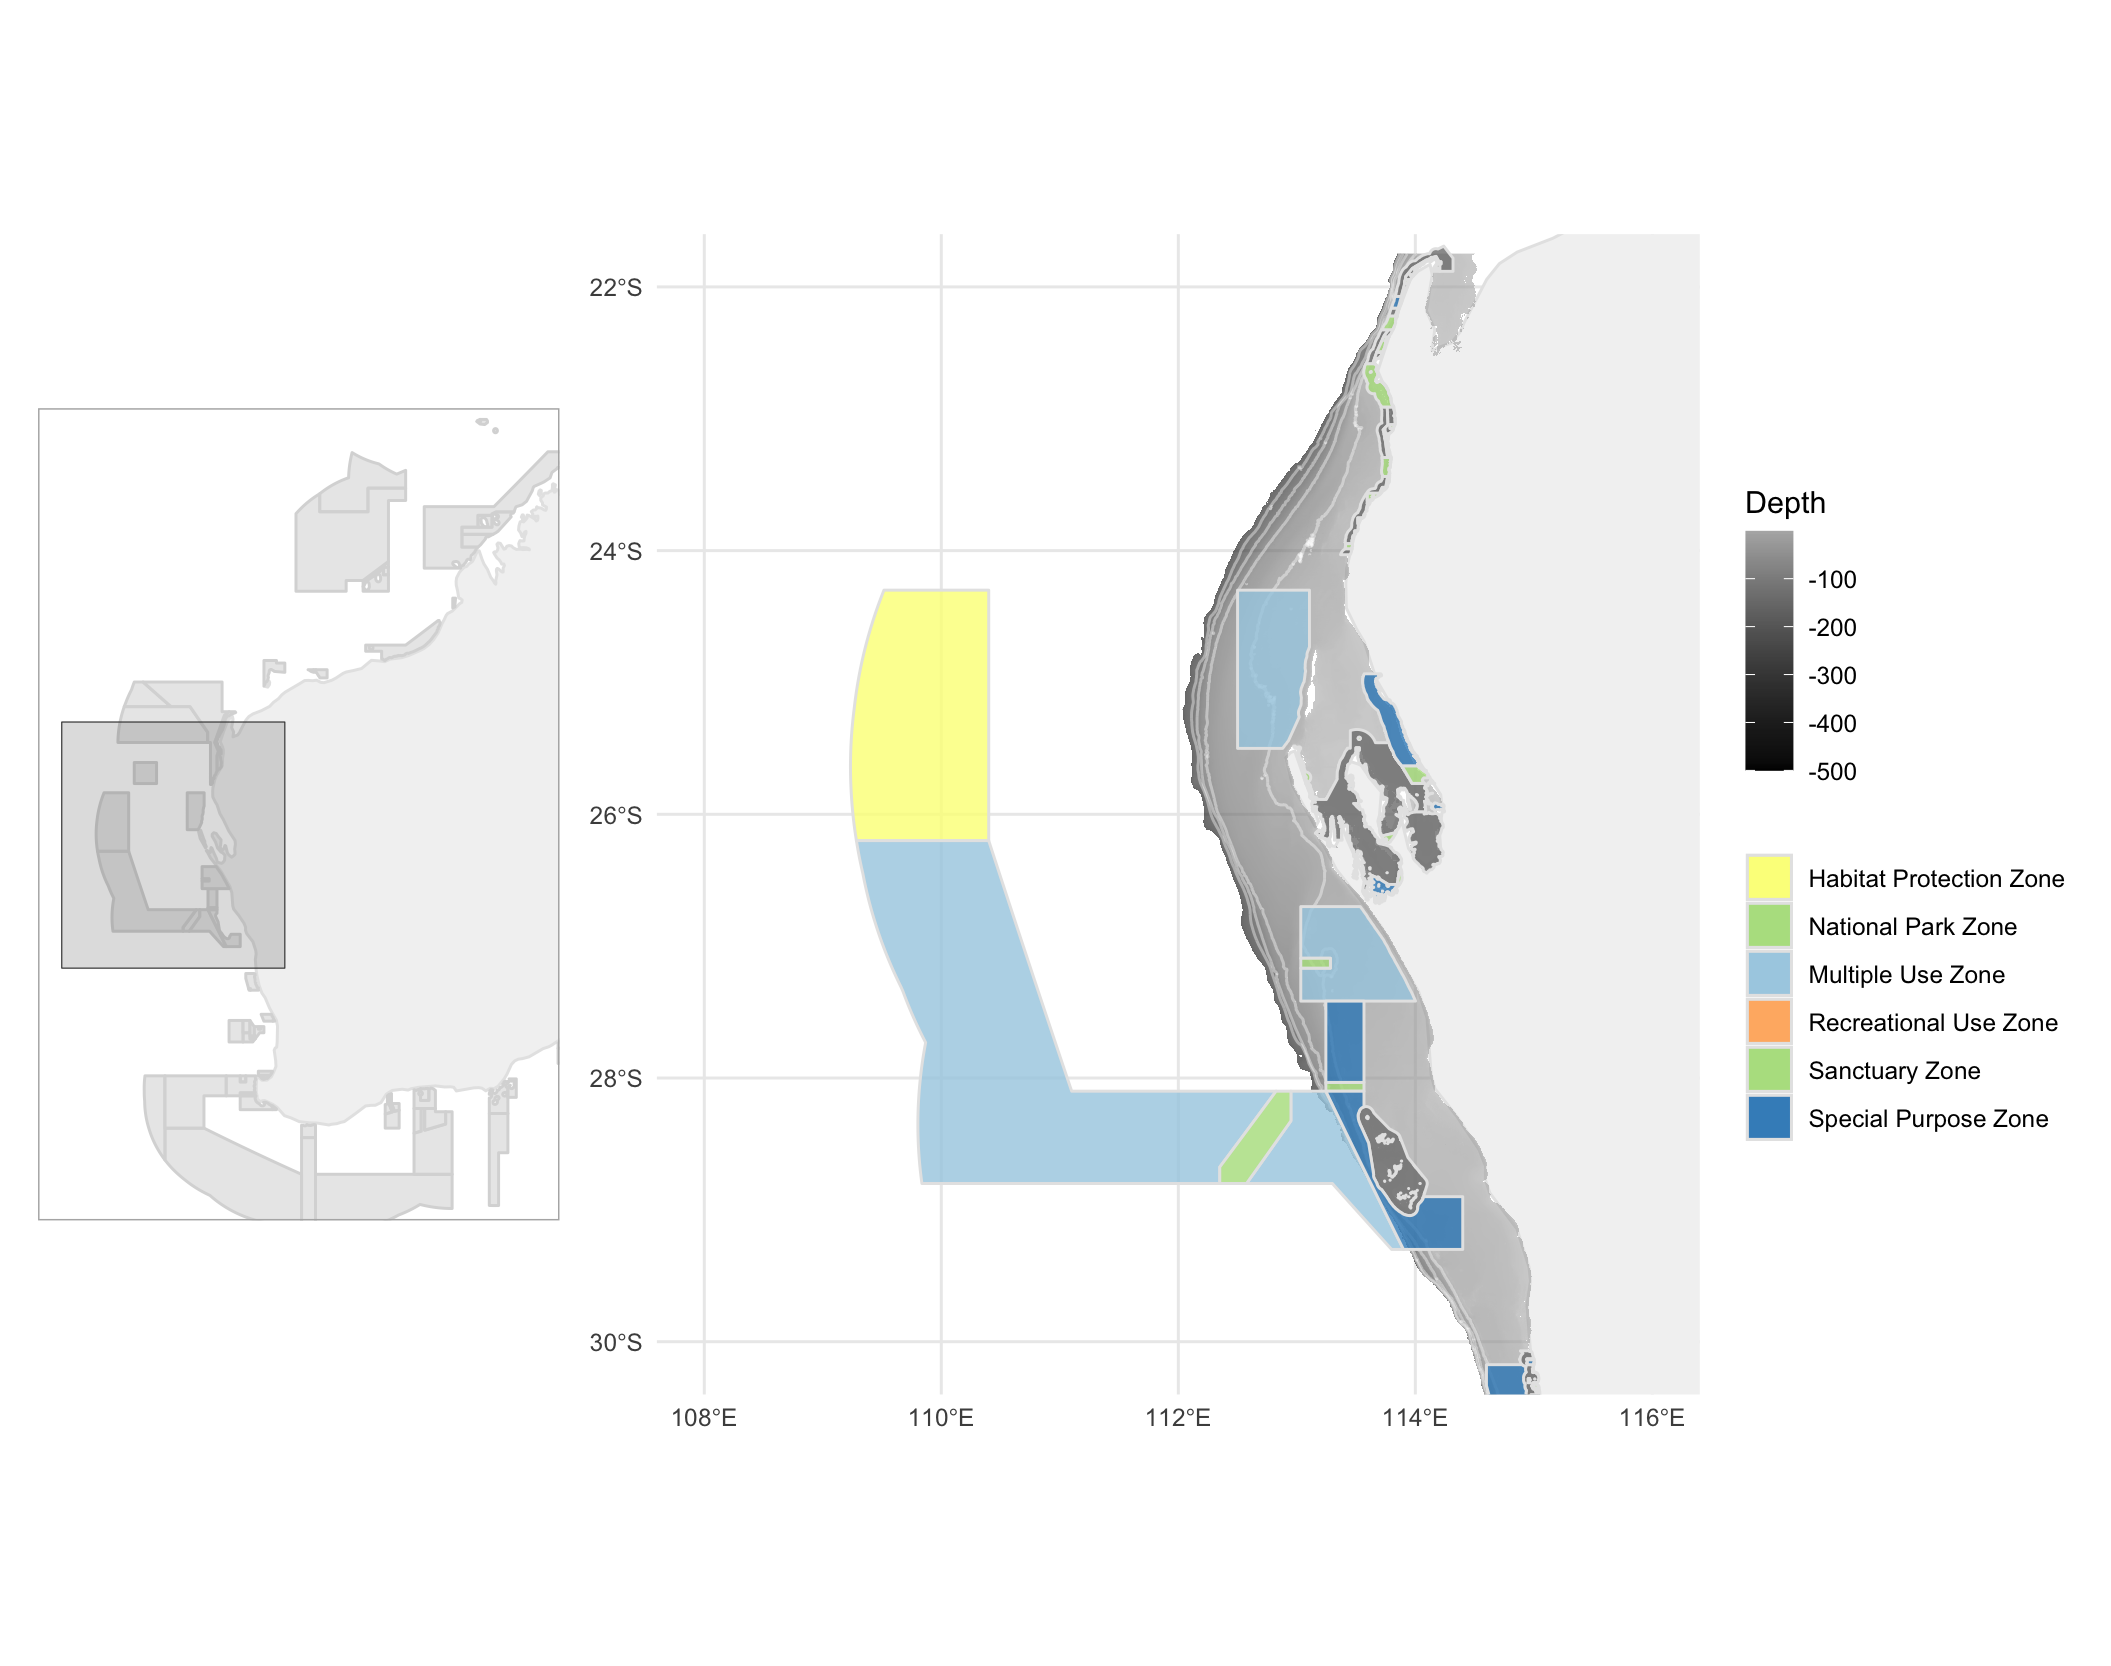 22°S
24°S
26°S
28°S
30°S
108°E
110°E
112°E
114°E
116°E
Depth
-100
-200
-300
-400
-500
Habitat Protection Zone
National Park Zone
Multiple Use Zone
Recreational Use Zone
Sanctuary Zone
Special Purpose Zone